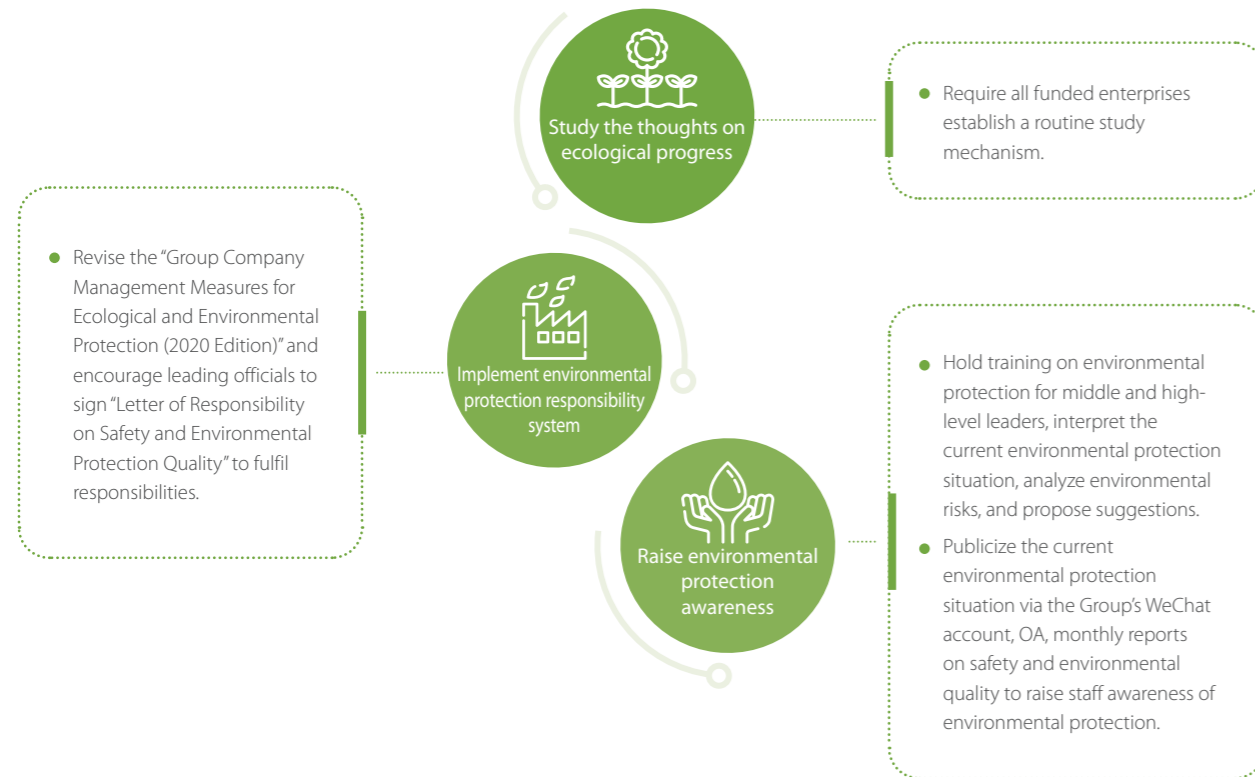 Study the thoughts on
ecological progress
Require all funded enterprises
establish a routine study
mechanism.
Revise the “Group Company
Management Measures for
Ecological and Environmental
Protection (2020 Edition)” and
encourage leading officials to
sign “Letter of Responsibility
on Safety and Environmental
Protection Quality” to fulfil
responsibilities.
Implement environmental
protection responsibility
system
Raise environmental
protection
awareness
Hold training on environmental
protection for middle and high-
level leaders, interpret the
current environmental protection
situation, analyze environmental
risks, and propose suggestions.
Publicize the current
environmental protection
situation via the Group’s WeChat
account, OA, monthly reports
on safety and environmental
quality to raise staff awareness of
environmental protection.